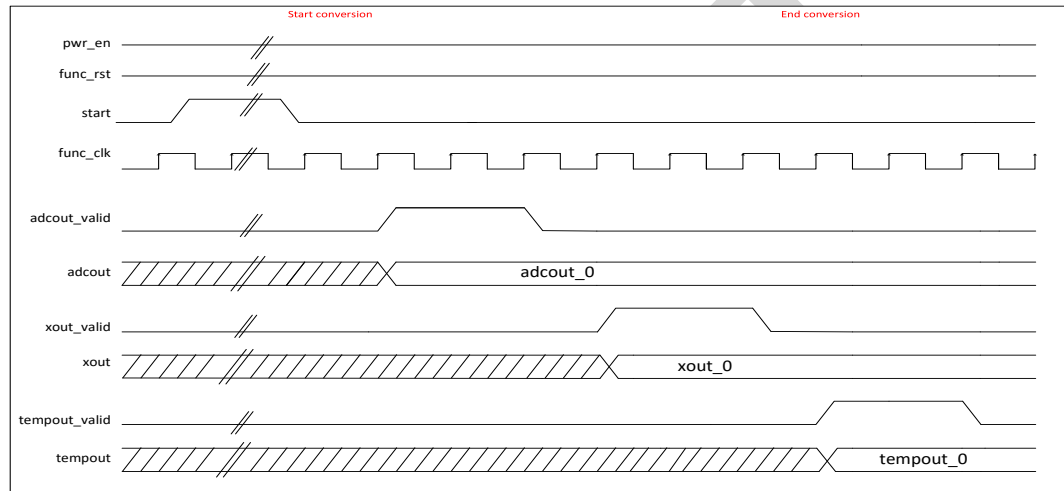 Start conversion End conversion
pwr_en
func_rst
start
func_clk
adcout_valid
adcout adcout_0
xout_valid
xout xout_0
tempout_valid
tempout tempout_0